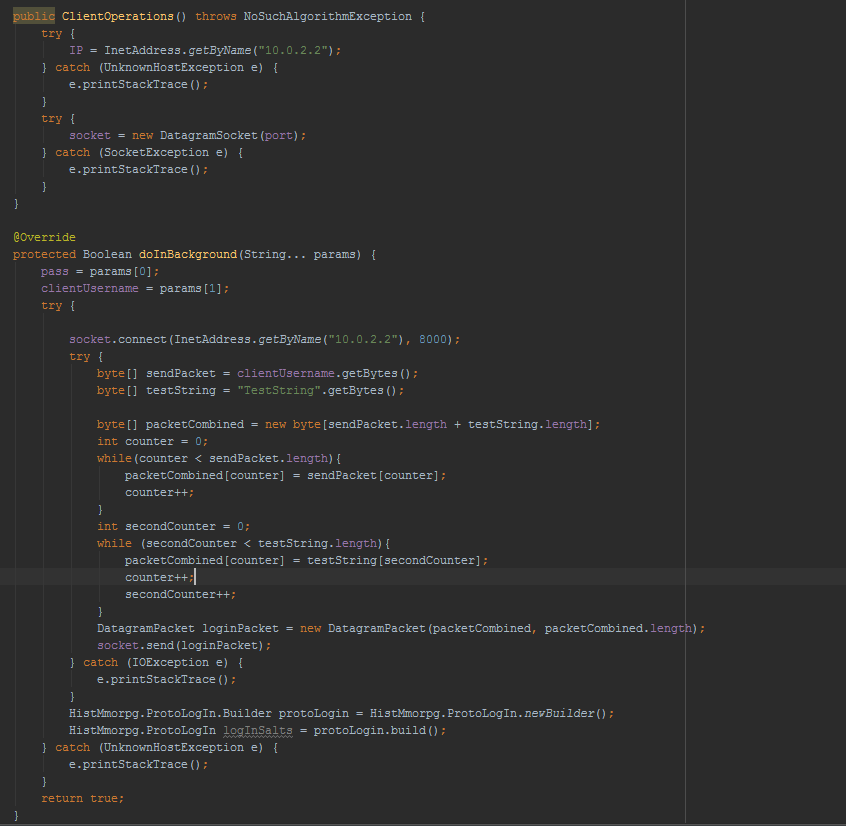 public ClientOperations() throws NoSuchAlgorithmException {
    try {
        IP = InetAddress.getByName("10.0.2.2");
    } catch (UnknownHostException e) {
        e.printStackTrace();
    }
    try {
        socket = new DatagramSocket(port);
    } catch (SocketException e) {
        e.printStackTrace();
    }
}

@Override
protected Boolean doInBackground(String... params) {
    pass = params[0];
    clientUsername = params[1];
    try {

        socket.connect(InetAddress.getByName("10.0.2.2"), 8000);
        try {
            byte[] sendPacket = clientUsername.getBytes();
            byte[] testString = "TestString".getBytes();

            byte[] packetCombined = new byte[sendPacket.length + testString.length];
            int counter = 0;
            while(counter < sendPacket.length){
                packetCombined[counter] = sendPacket[counter];
                counter++;
            }
            int secondCounter = 0;
            while (secondCounter < testString.length){
                packetCombined[counter] = testString[secondCounter];
                counter++;
                secondCounter++;
            }
            DatagramPacket loginPacket = new DatagramPacket(packetCombined, packetCombined.length);
            socket.send(loginPacket);
        } catch (IOException e) {
            e.printStackTrace();
        }
        HistMmorpg.ProtoLogIn.Builder protoLogin = HistMmorpg.ProtoLogIn.newBuilder();
        HistMmorpg.ProtoLogIn logInSalts = protoLogin.build();
    } catch (UnknownHostException e) {
        e.printStackTrace();
    }
    return true;
}